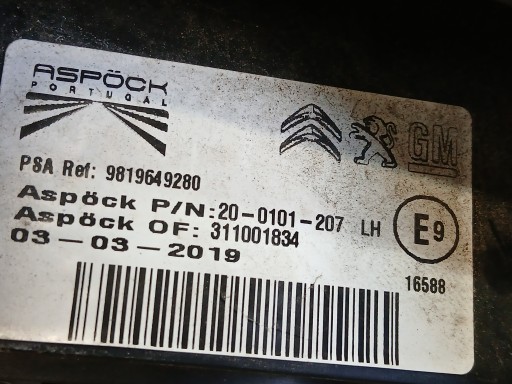 ASPÖCK
PORTUGAL
GM
PSA Ref: 9819649280
Aspöck P/N: 20-0101-207 LH
Aspöck OF: 311001834
E9
03-03-2019
16588